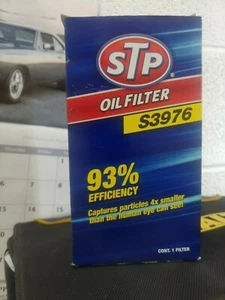 STP
OIL FILTER
S3976
93%
EFFICIENCY
Captures particles 4x smaller
than the human eye can see!
CONT. 1 FILTER